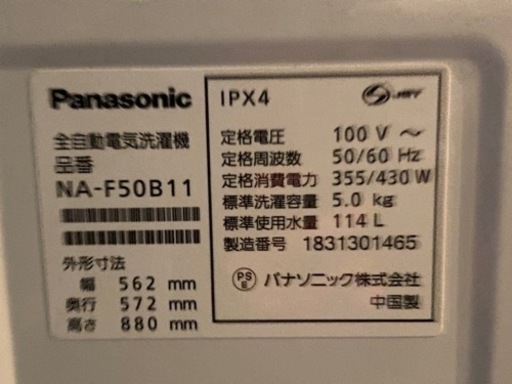 Panasonic
全自動電気洗濯機
品番
NA-F50B11
外形寸法
幅 562 mm
奥行 572 mm
高さ 880 mm
IPX4
JET
定格電圧 100 V ～
定格周波数 50/60 Hz
定格消費電力 355/430 W
標準洗濯容量 5.0 kg
標準使用水量 114 L
製造番号 1831301465
PS
E
パナソニック株式会社
中国製